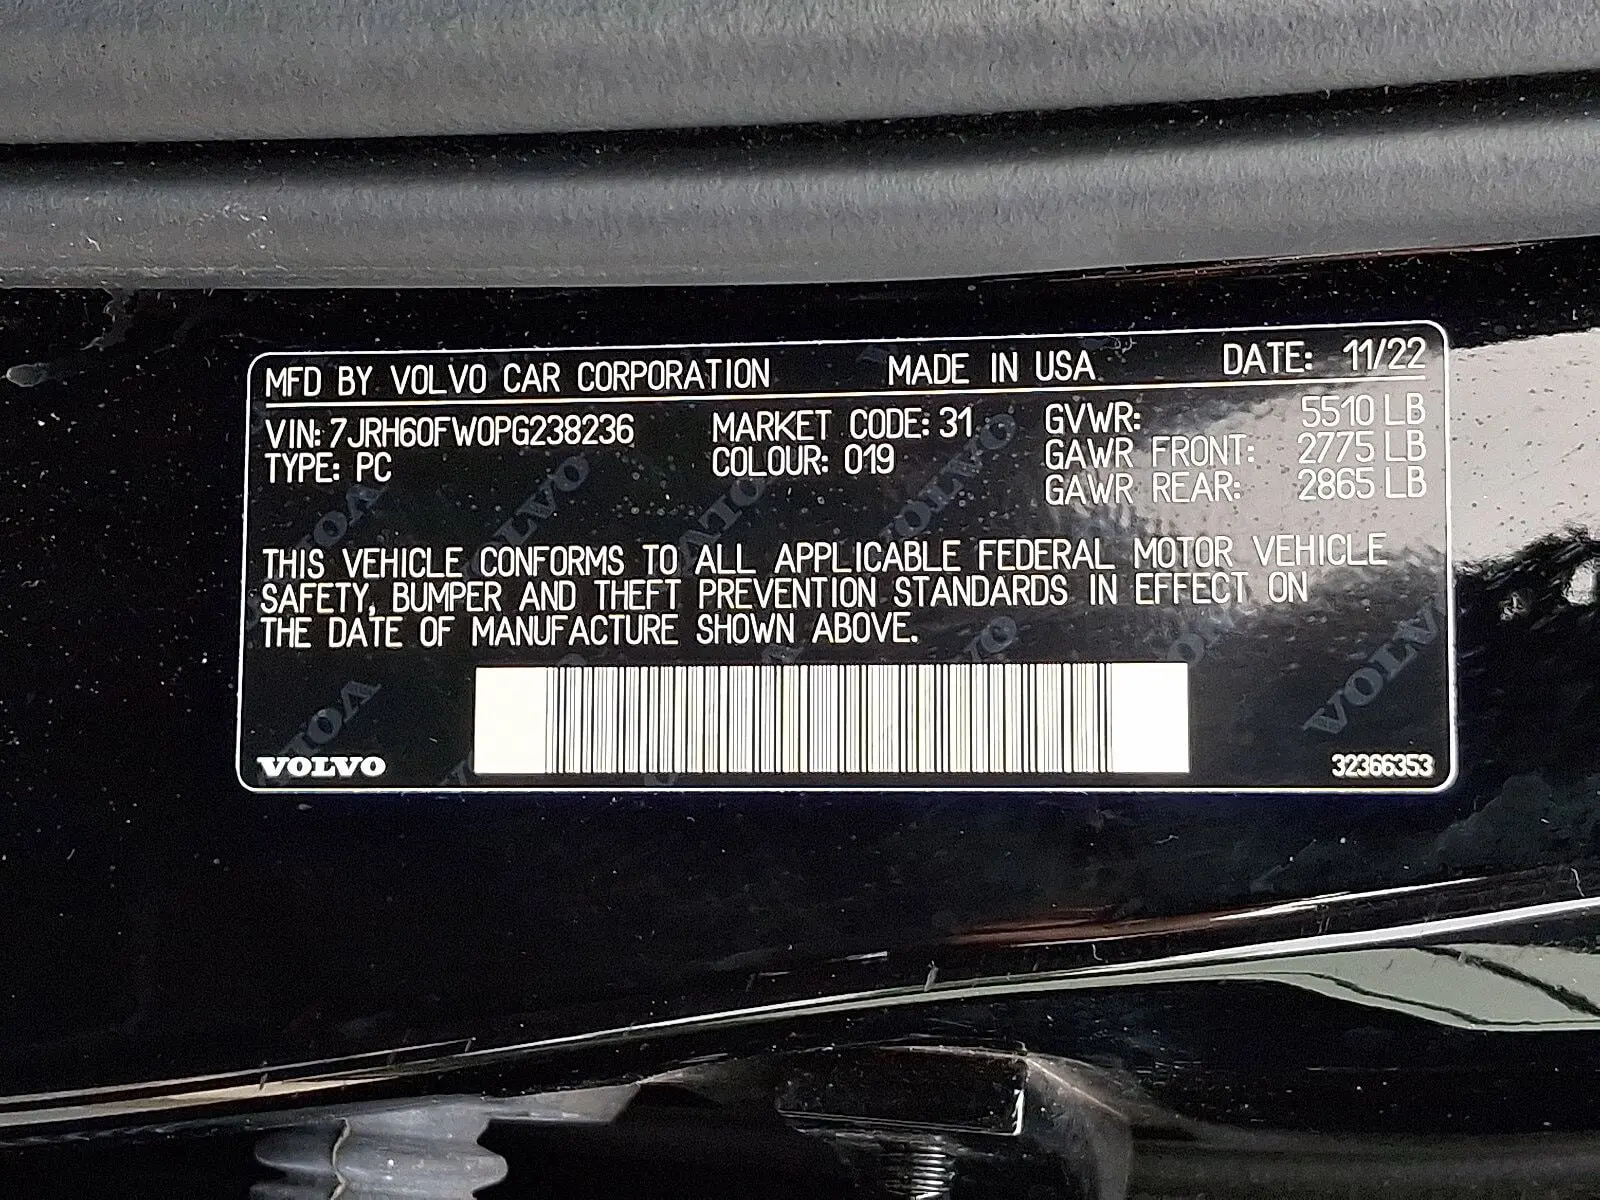 MFD BY VOLVO CAR CORPORATION MADE IN USA DATE: 11/22
VIN: 7JRH60FW0PG238236 MARKET CODE: 31 GVWR: 5510 LB
TYPE: PC COLOUR: 019 GAWR FRONT: 2775 LB
GAWR REAR: 2865 LB
THIS VEHICLE CONFORMS TO ALL APPLICABLE FEDERAL MOTOR VEHICLE
SAFETY, BUMPER AND THEFT PREVENTION STANDARDS IN EFFECT ON
THE DATE OF MANUFACTURE SHOWN ABOVE.
VOLVO 32366353